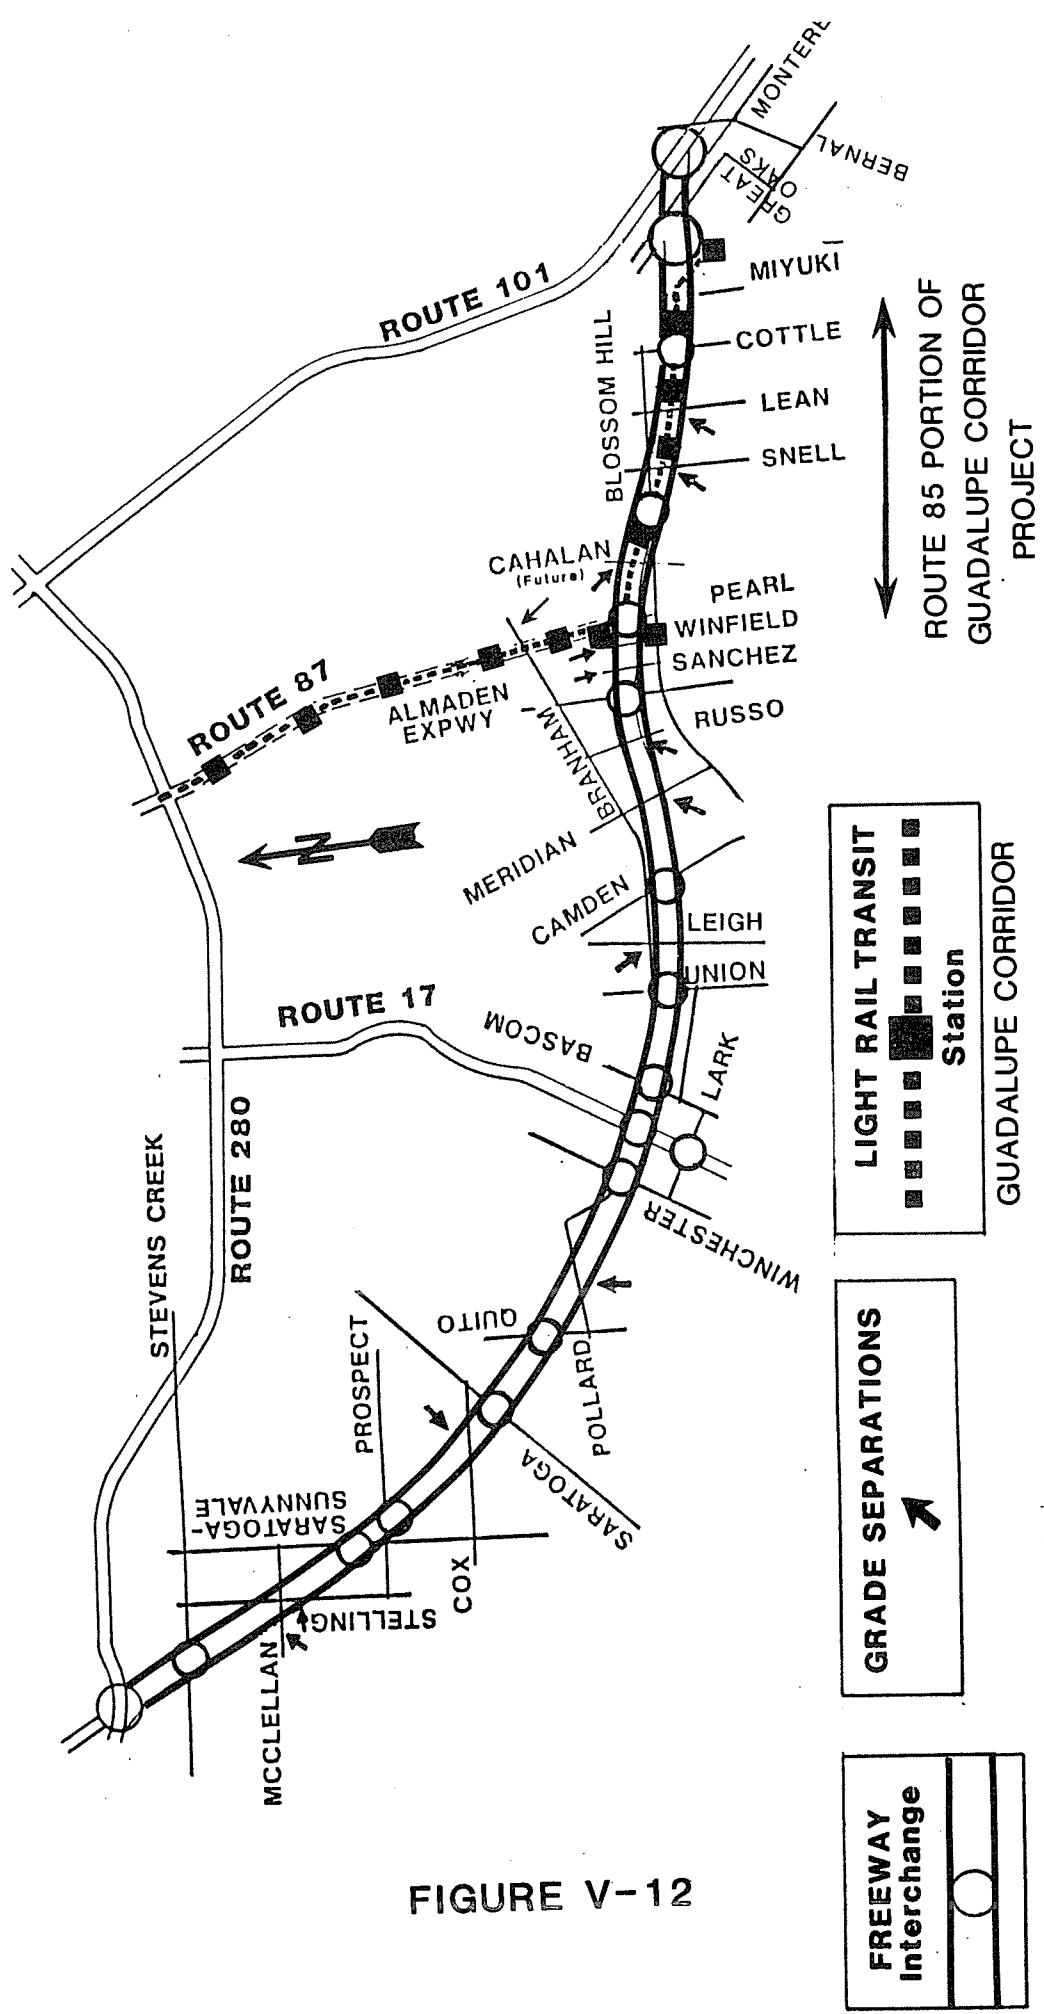 MONTERE
BERNAL
GREAT
OAKS
MIYUKI
ROUTE 101
COTTLE
BLOSSOM HILL
LEAN
SNELL
CAHALAN
(Future)
PEARL
WINFIELD
SANCHEZ
ROUTE 87
ALMADEN
EXPWY
RUSSO
BRANHAM
N
MERIDIAN
CAMDEN
LEIGH
UNION
ROUTE 17
BASCOM
LARK
STEVENS CREEK
ROUTE 280
WINCHESTER
QUITO
PROSPECT
POLLARD
SARATOGA
SARATOGA-
SUNNYVALE
COX
STELLING
MCCLELLAN
ROUTE 85 PORTION OF
GUADALUPE CORRIDOR
PROJECT
LIGHT RAIL TRANSIT
Station
GUADALUPE CORRIDOR
GRADE SEPARATIONS
FREEWAY
Interchange
FIGURE V-12